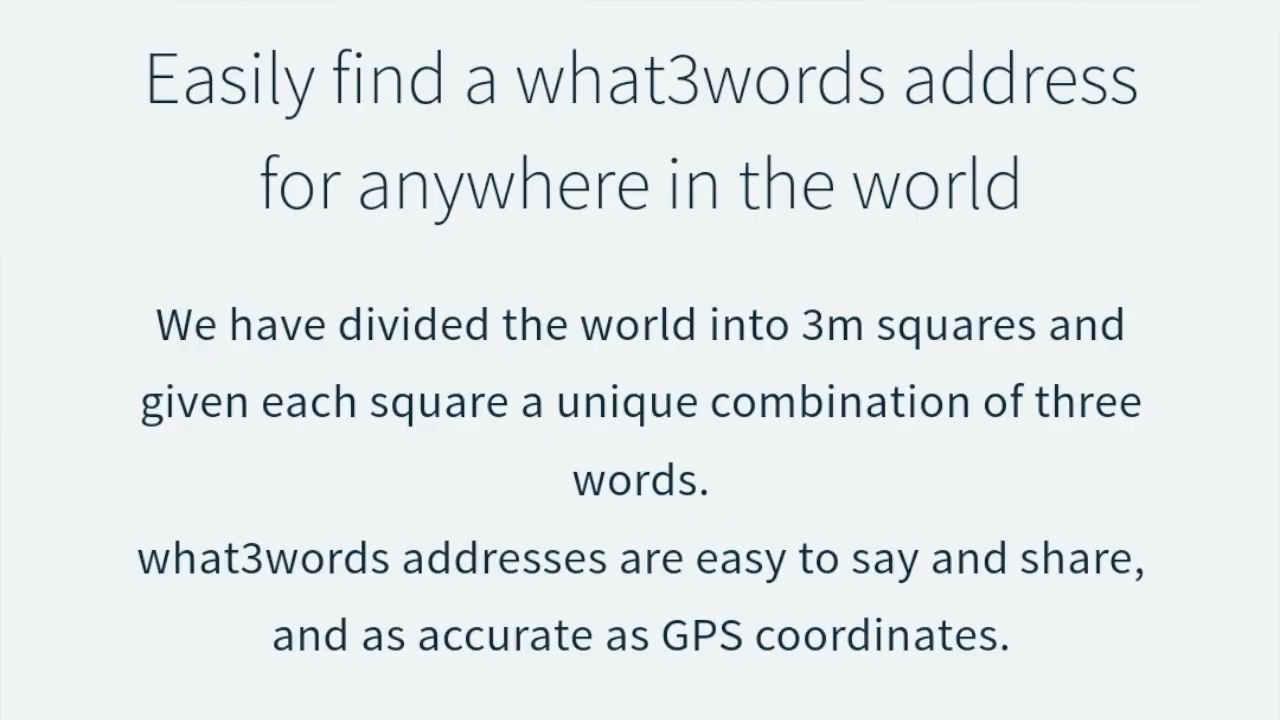 Easily find a what3words address
for anywhere in the world
We have divided the world into 3m squares and
given each square a unique combination of three
words.
what3words addresses are easy to say and share,
and as accurate as GPS coordinates.